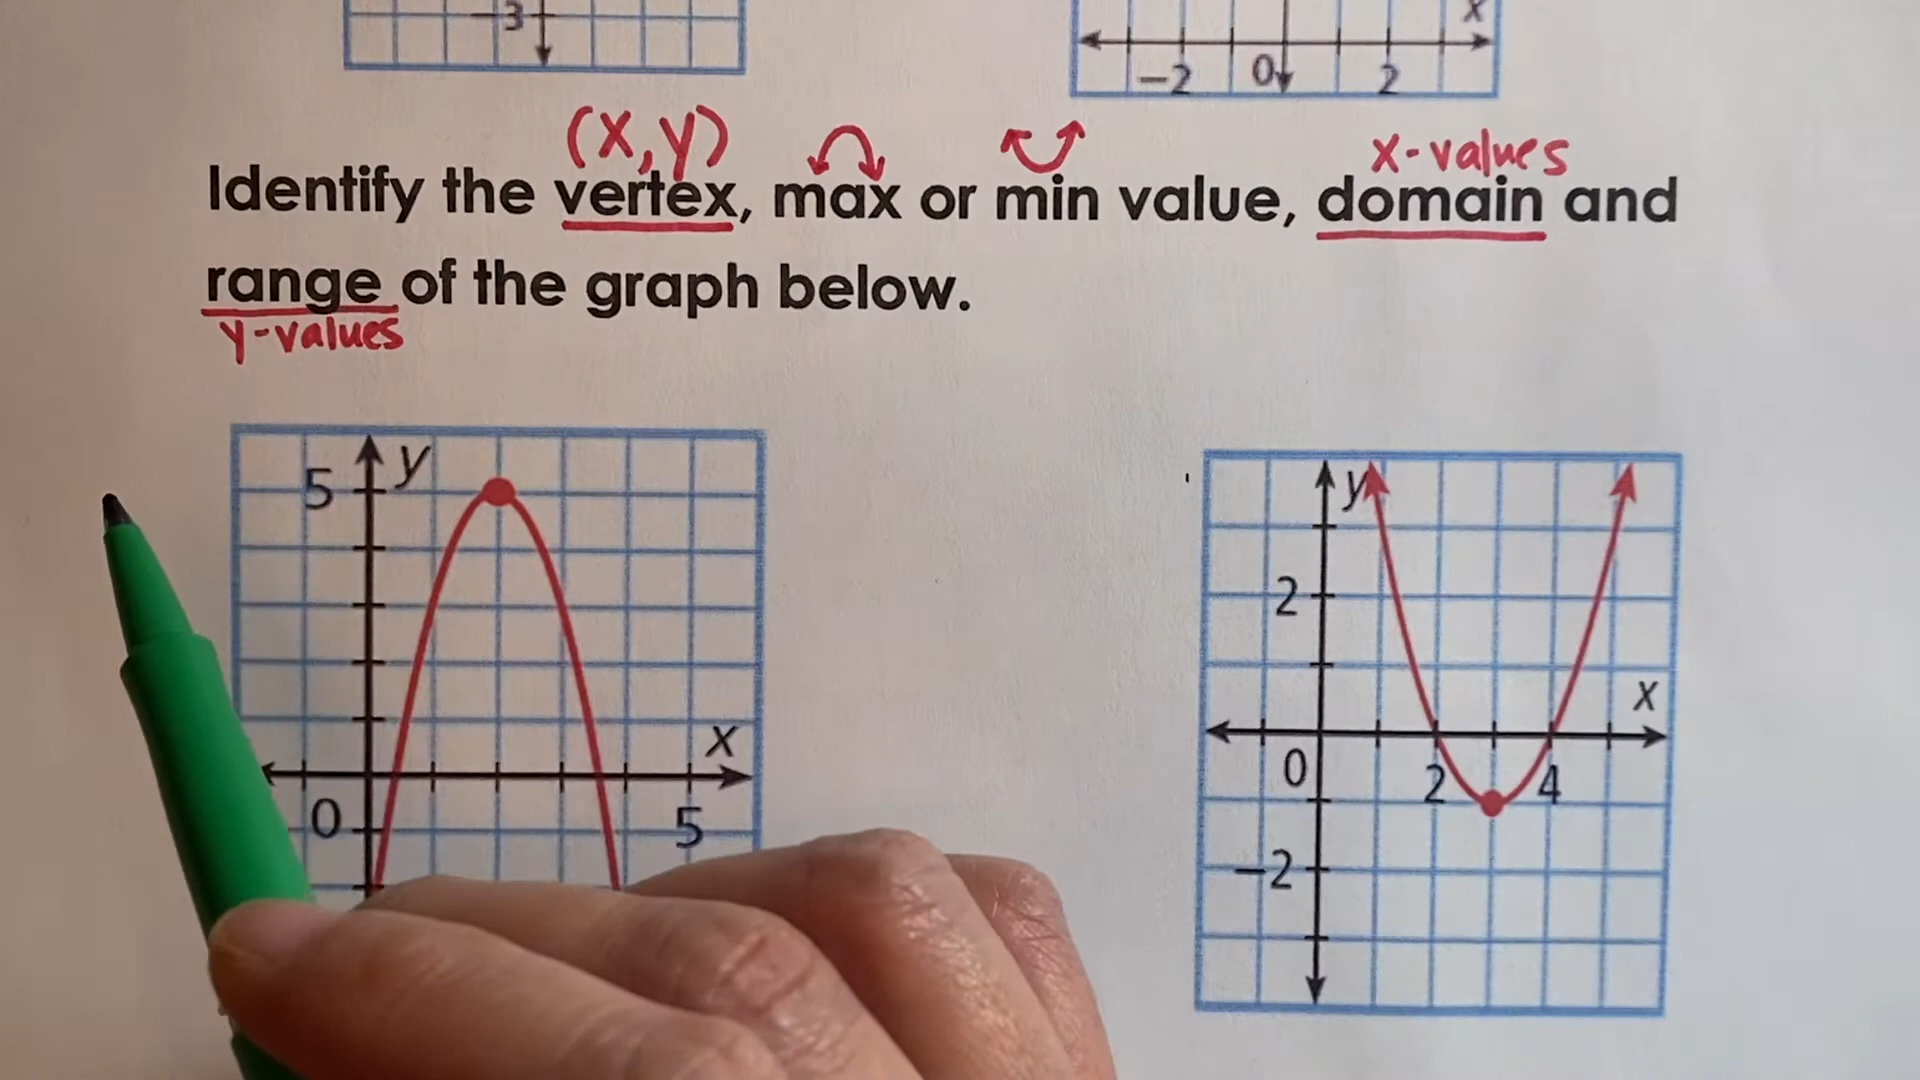 -3
x
-2 0 2
(x,y)
x-values
Identify the vertex, max or min value, domain and
range of the graph below.
y-values
5 y
x
0 5
y
2
x
0 2 4
-2